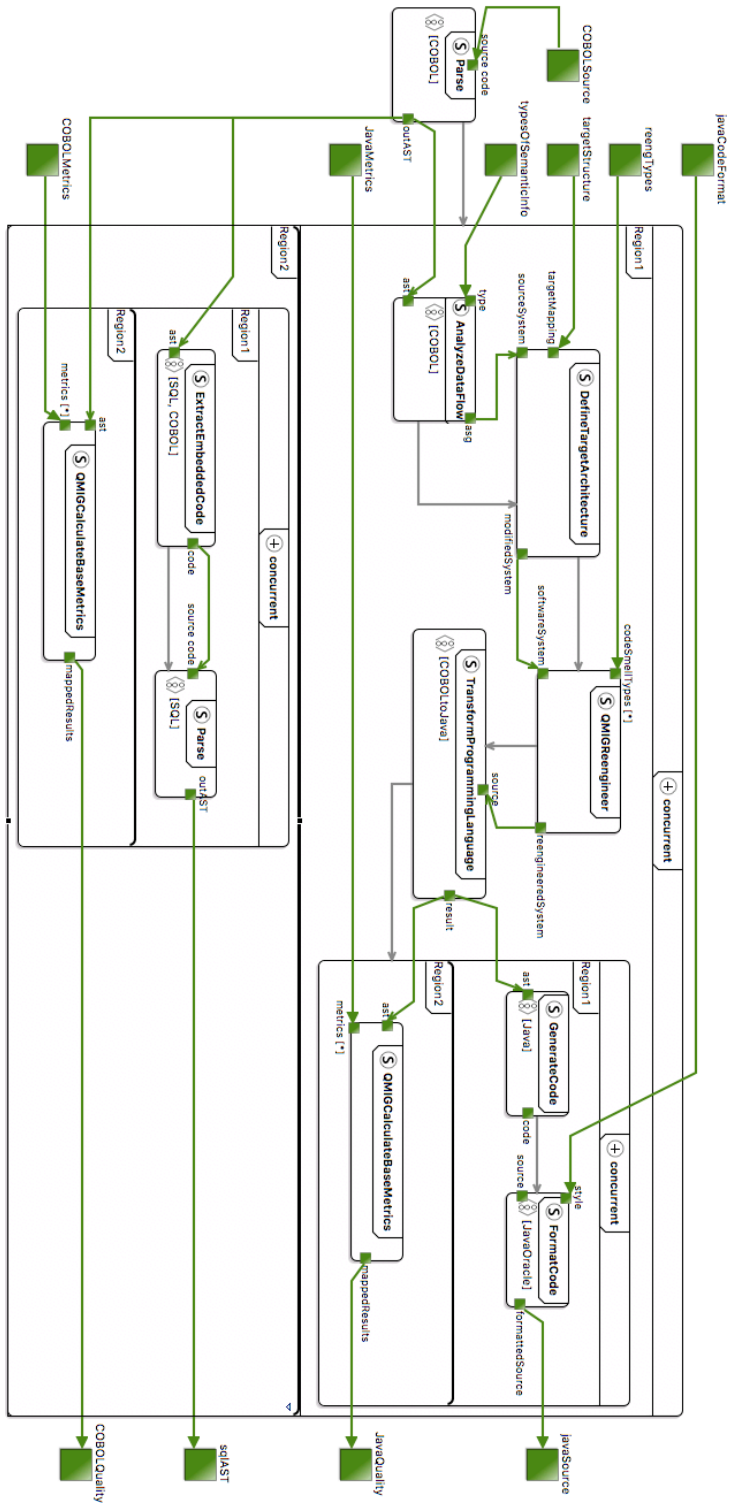 javaCodeFormat
reengTypes
targetStructure
COBOLSource
typesOfSemanticInfo
JavaMetrics
COBOLMetrics
source code
S Parse
[COBOL]
outAST
+ concurrent
Region1
targetMapping
sourceSystem
S DefineTargetArchitecture
modifiedSystem
type
ast
S AnalyzeDataFlow
[COBOL]
asg
codeSmellTypes [*]
softwareSystem
S QMIGReengineer
reengineeredSystem
source
S TransformProgrammingLanguage
[COBOLtoJava]
result
+ concurrent
Region1
ast
S GenerateCode
[Java]
code
style
source
S FormatCode
[JavaOracle]
formattedSource
Region2
ast
metrics [*]
S QMIGCalculateBaseMetrics
mappedResults
Region2
+ concurrent
Region1
ast
S ExtractEmbeddedCode
[SQL, COBOL]
code
source code
S Parse
[SQL]
outAST
Region2
ast
metrics [*]
S QMIGCalculateBaseMetrics
mappedResults
javaSource
JavaQuality
sqlAST
COBOLQuality